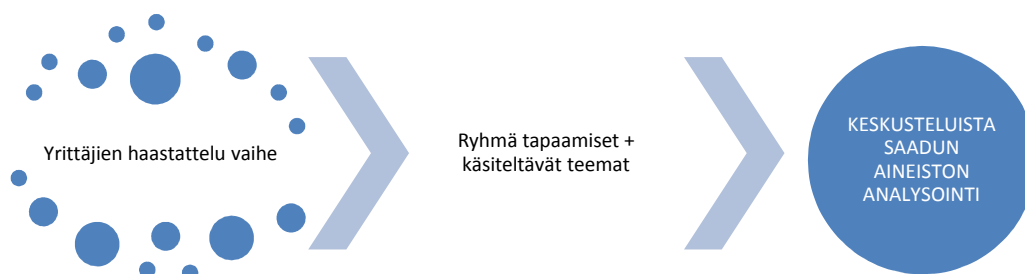 Yrittäjien haastattelu vaihe
Ryhmä tapaamiset +
käsiteltävät teemat
KESKUSTELUISTA
SAADUN
AINEISTON
ANALYSOINTI